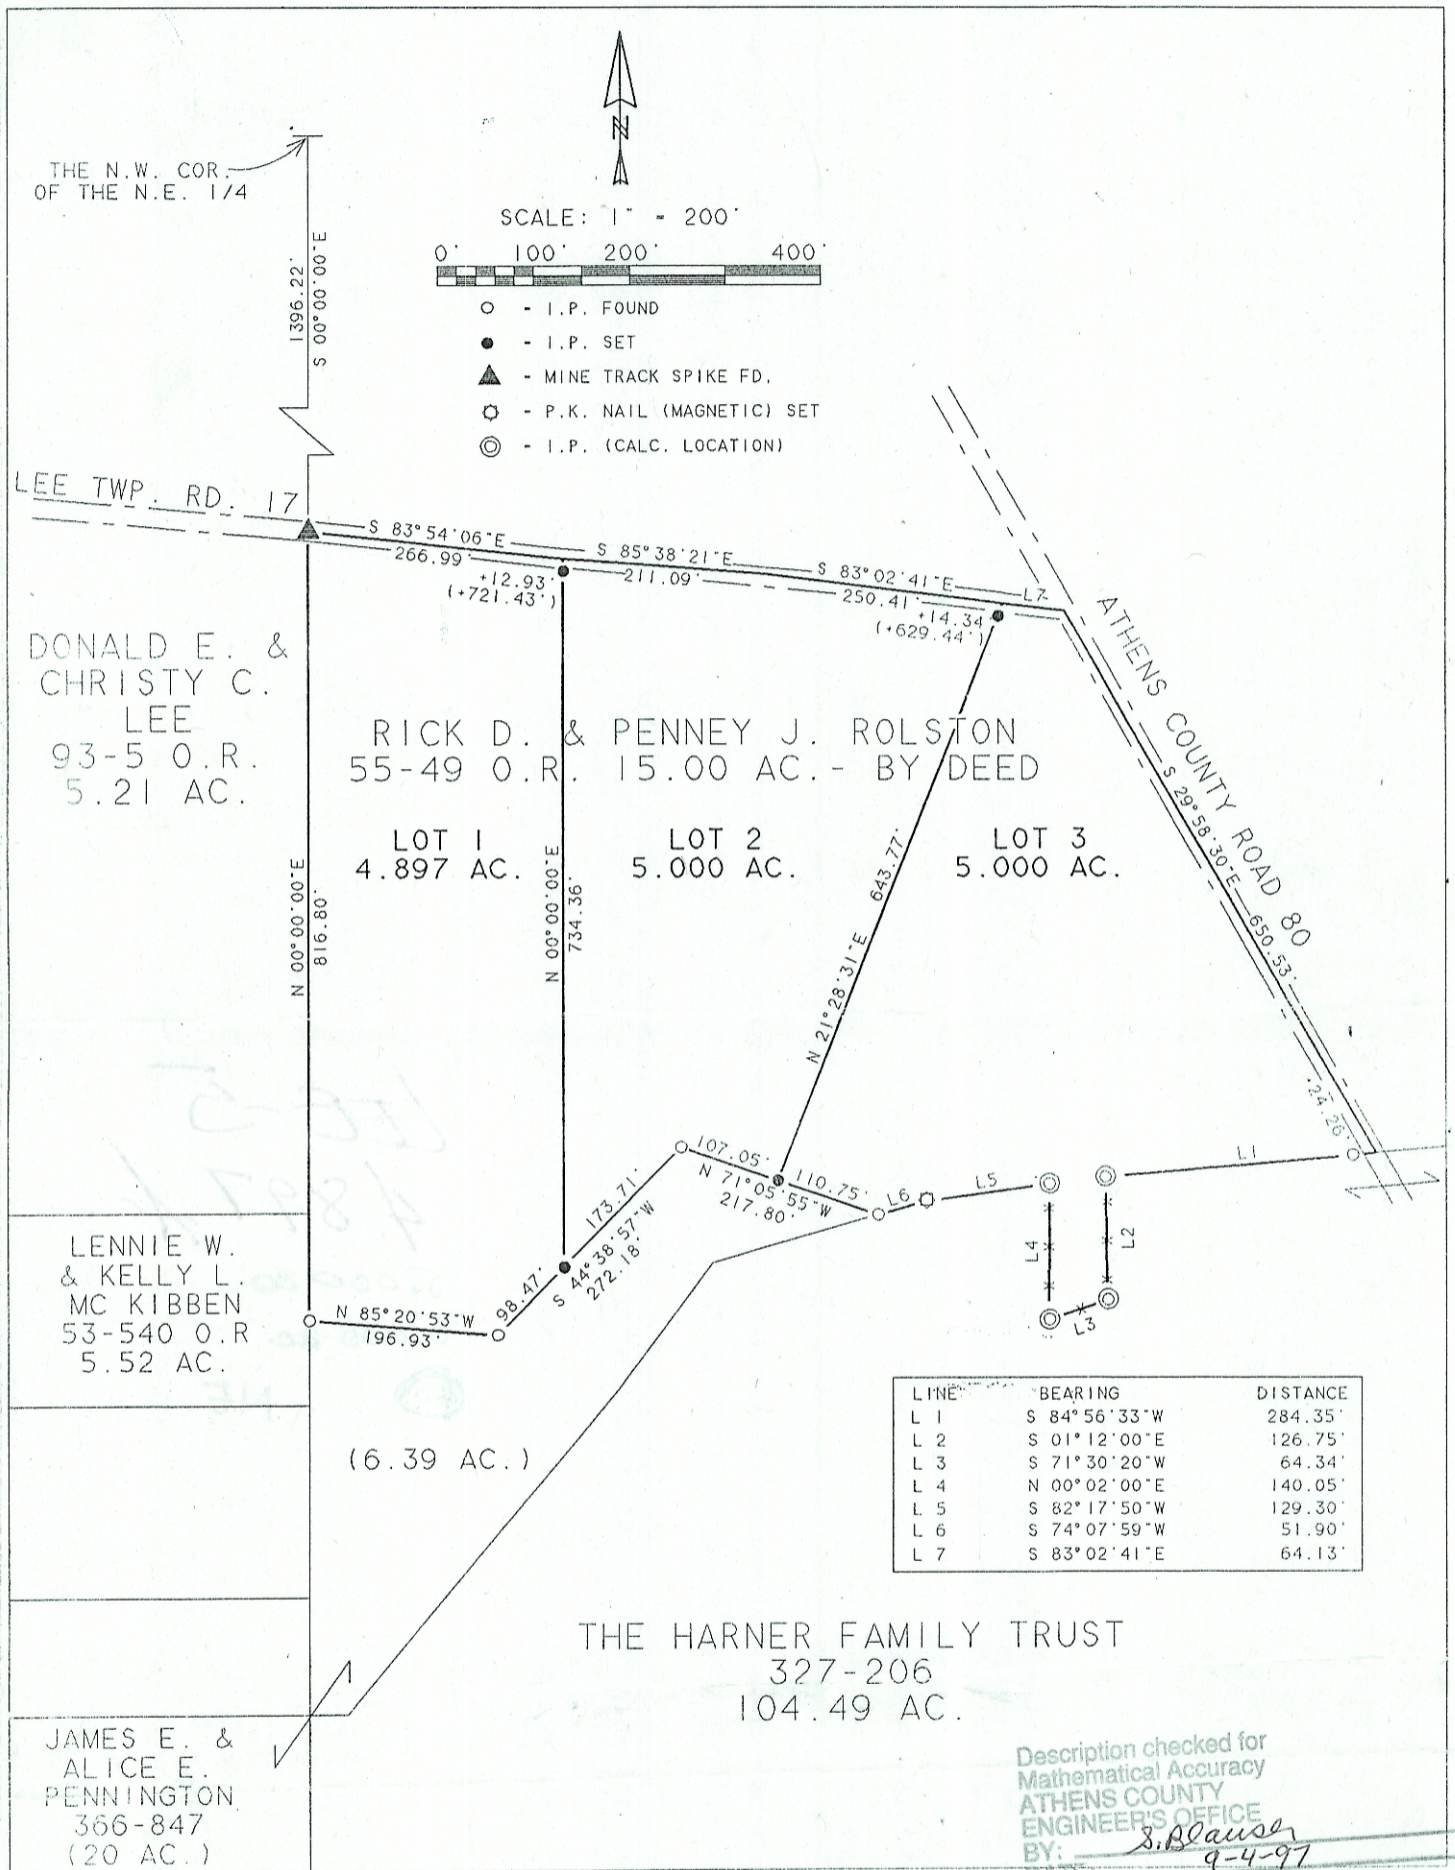 THE N.W. COR.
OF THE N.E. 1/4
N
SCALE: 1" = 200'
0' 100' 200' 400'
- I.P. FOUND
- I.P. SET
- MINE TRACK SPIKE FD.
- P.K. NAIL (MAGNETIC) SET
- I.P. (CALC. LOCATION)
1396.22'
S 00°00'00"E
LEE TWP. RD. 17
S 83°54'06"E
266.99'
+12.93'
(+721.43')
S 85°38'21"E
211.09'
S 83°02'41"E
250.41'
L7
+14.34
(+629.44')
ATHENS COUNTY ROAD 80
S 29°58'30"E 650.53'
24.26'
DONALD E. &
CHRISTY C.
LEE
93-5 O.R.
5.21 AC.
RICK D. & PENNEY J. ROLSTON
55-49 O.R. 15.00 AC.- BY DEED
LOT 1
4.897 AC.
LOT 2
5.000 AC.
LOT 3
5.000 AC.
N 00°00'00"E
816.80'
N 00°00'00"E
734.36'
N 21°28'31"E 643.77'
107.05'
110.75'
N 71°05'55"W
217.80'
L6
L5
L1
L4
L2
L3
173.71'
98.47'
S 44°38'57"W
272.18'
N 85°20'53"W
196.93'
LENNIE W.
& KELLY L.
MC KIBBEN
53-540 O.R
5.52 AC.
(6.39 AC.)
LINE BEARING DISTANCE
L 1 S 84°56'33"W 284.35'
L 2 S 01°12'00"E 126.75'
L 3 S 71°30'20"W 64.34'
L 4 N 00°02'00"E 140.05'
L 5 S 82°17'50"W 129.30'
L 6 S 74°07'59"W 51.90'
L 7 S 83°02'41"E 64.13'
THE HARNER FAMILY TRUST
327-206
104.49 AC.
JAMES E. &
ALICE E.
PENNINGTON
366-847
(20 AC.)
Description checked for
Mathematical Accuracy
ATHENS COUNTY
ENGINEER'S OFFICE
BY: S. Blauser
9-4-97